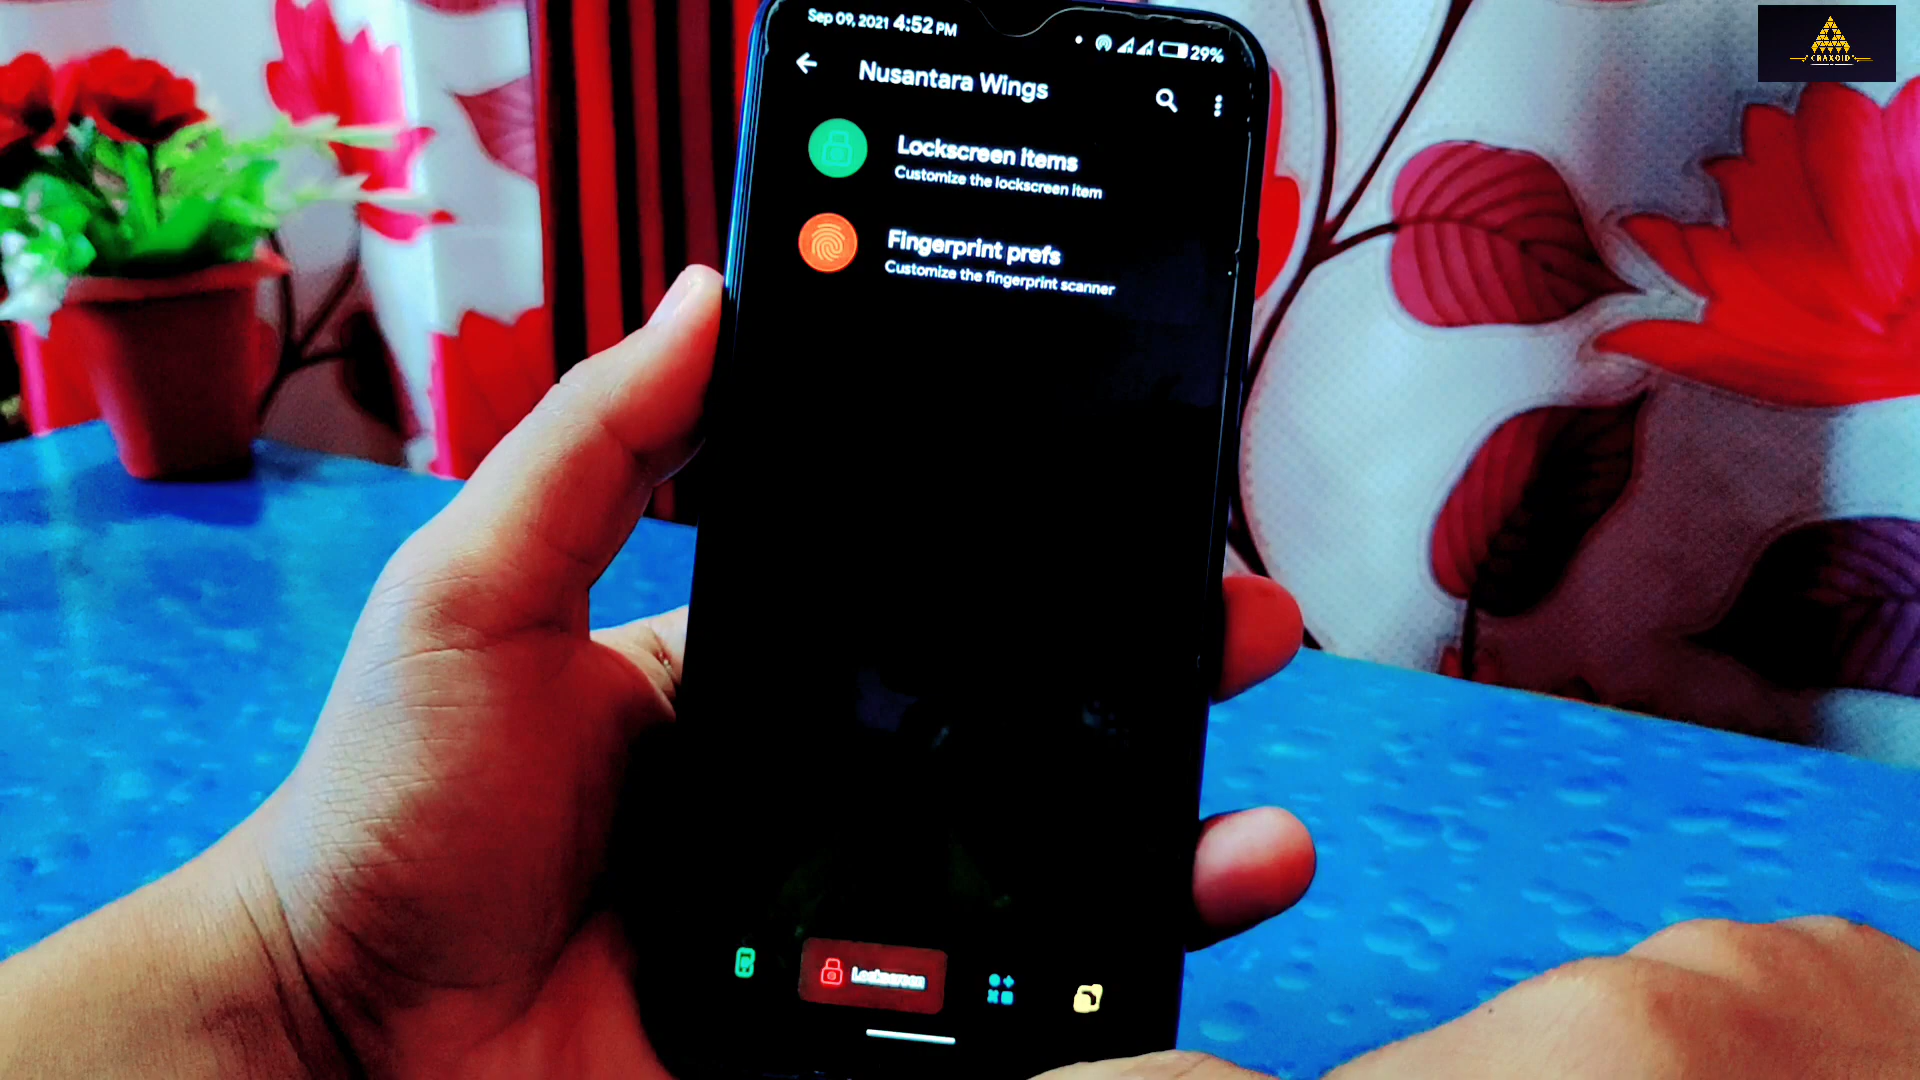 CRAXOID
Sep 09, 2021 4:52 PM
29%
Nusantara Wings
Lockscreen items
Customize the lockscreen item
Fingerprint prefs
Customize the fingerprint scanner
Lockscreen